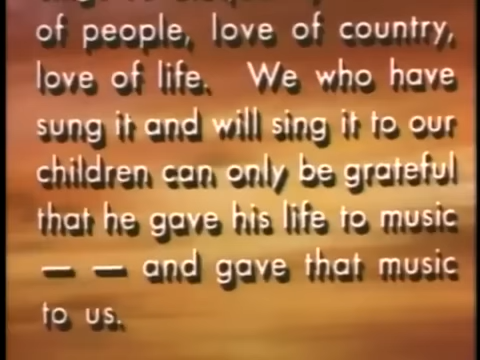 of people, love of country,
love of life. We who have
sung it and will sing it to our
children can only be grateful
that he gave his life to music
— — and gave that music
to us.